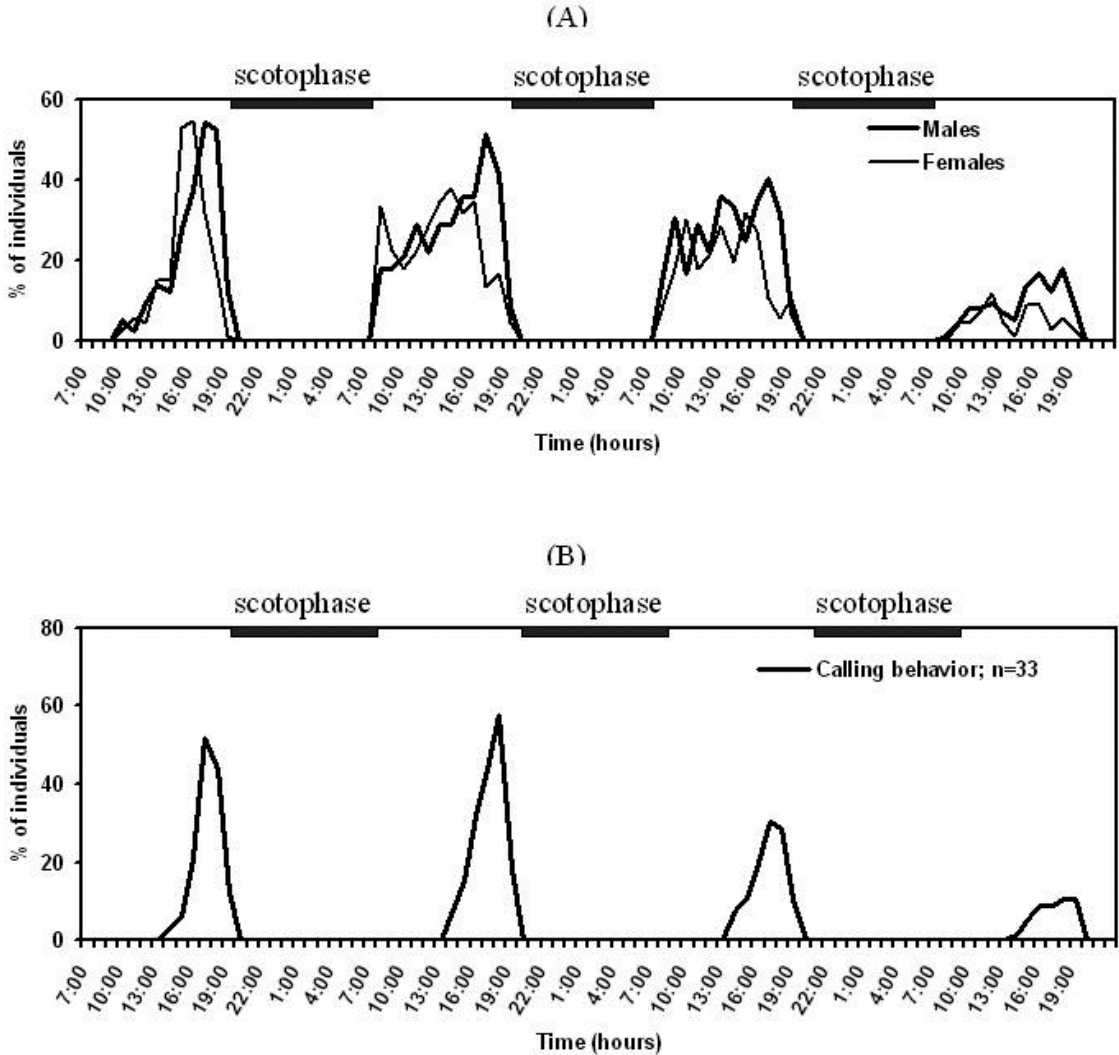 (A)
scotophase scotophase scotophase
60
40
20
0
% of individuals
Males
Females
7:00 10:00 13:00 16:00 19:00 22:00 1:00 4:00 7:00 10:00 13:00 16:00 19:00 22:00 1:00 4:00 7:00 10:00 13:00 16:00 19:00 22:00 1:00 4:00 7:00 10:00 13:00 16:00 19:00
Time (hours)
(B)
scotophase scotophase scotophase
80
60
40
20
0
% of individuals
Calling behavior; n=33
7:00 10:00 13:00 16:00 19:00 22:00 1:00 4:00 7:00 10:00 13:00 16:00 19:00 22:00 1:00 4:00 7:00 10:00 13:00 16:00 19:00 22:00 1:00 4:00 7:00 10:00 13:00 16:00 19:00
Time (hours)